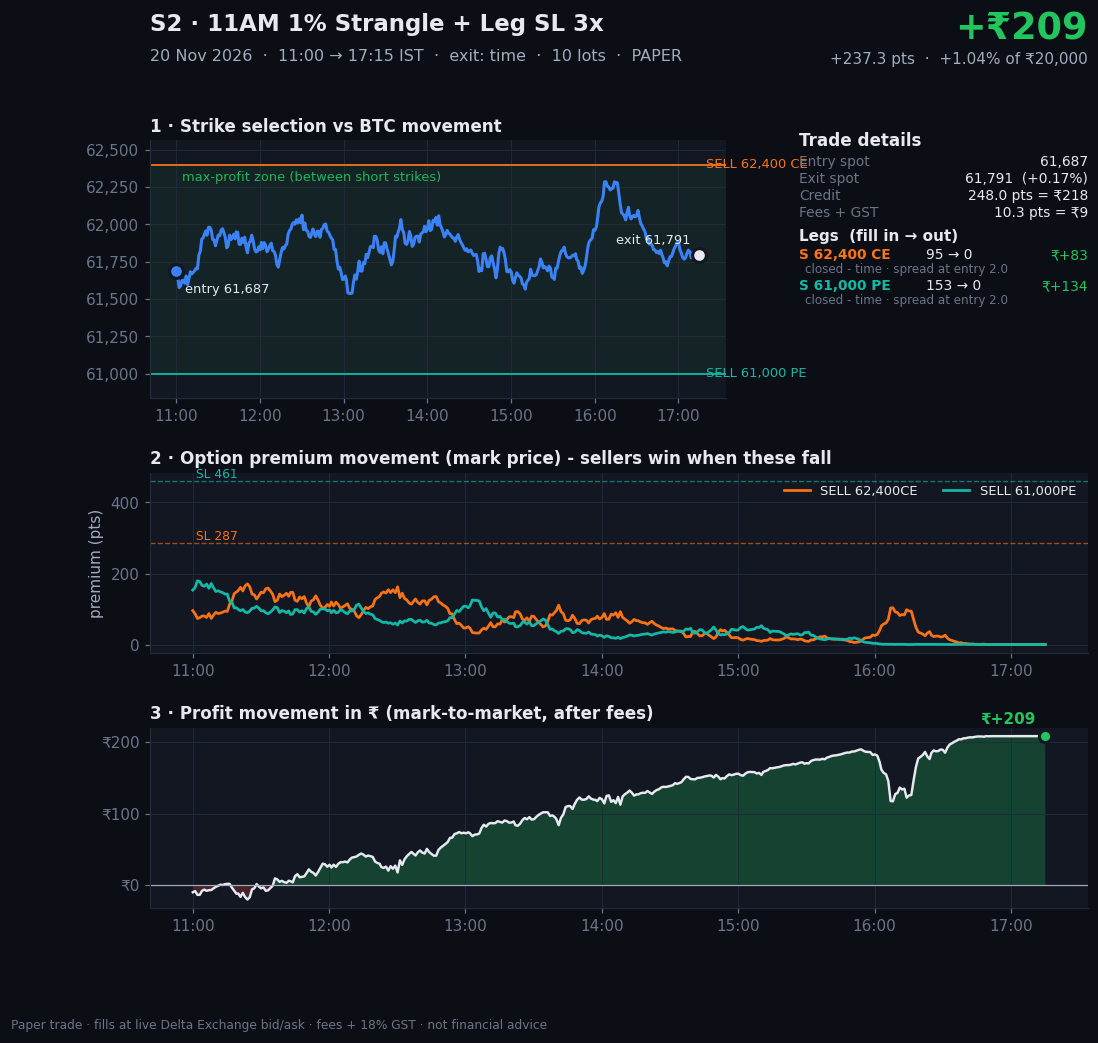 S2 · 11AM 1% Strangle + Leg SL 3x
+₹209
20 Nov 2026 · 11:00 → 17:15 IST · exit: time · 10 lots · PAPER
+237.3 pts · +1.04% of ₹20,000
1 · Strike selection vs BTC movement
62,500
62,250
62,000
61,750
61,500
61,250
61,000
SELL 62,400 CE
max-profit zone (between short strikes)
exit 61,791
entry 61,687
SELL 61,000 PE
11:00 12:00 13:00 14:00 15:00 16:00 17:00
Trade details
Entry spot 61,687
Exit spot 61,791 (+0.17%)
Credit 248.0 pts = ₹218
Fees + GST 10.3 pts = ₹9
Legs (fill in → out)
S 62,400 CE 95 → 0 ₹+83
closed - time · spread at entry 2.0
S 61,000 PE 153 → 0 ₹+134
closed - time · spread at entry 2.0
2 · Option premium movement (mark price) - sellers win when these fall
SL 461
SELL 62,400CE SELL 61,000PE
SL 287
premium (pts)
400
200
0
11:00 12:00 13:00 14:00 15:00 16:00 17:00
3 · Profit movement in ₹ (mark-to-market, after fees)
₹+209
₹200
₹100
₹0
11:00 12:00 13:00 14:00 15:00 16:00 17:00
Paper trade · fills at live Delta Exchange bid/ask · fees + 18% GST · not financial advice